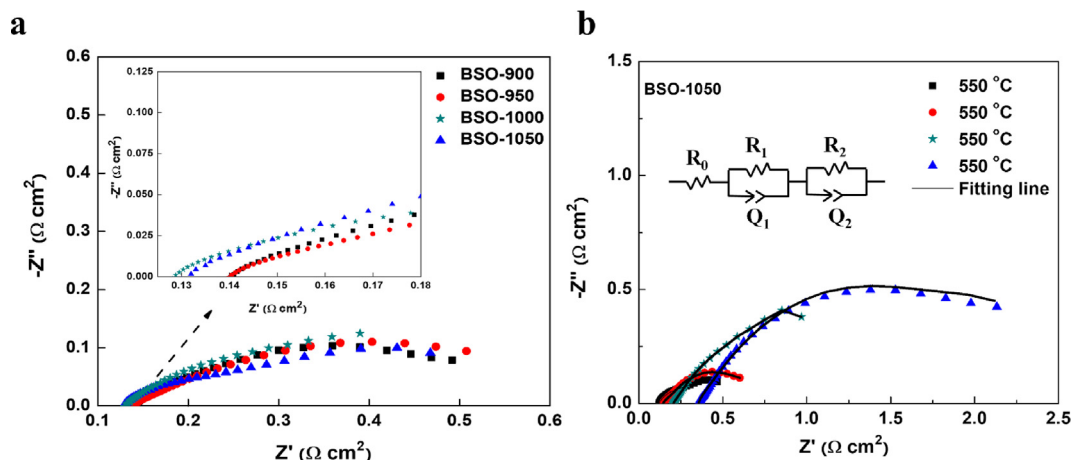 a
0.6
0.5
0.4
0.3
0.2
0.1
0.0
0.1
0.2
0.3
0.4
0.5
0.6
-Z'' (Ω cm²)
Z' (Ω cm²)
BSO-900
BSO-950
BSO-1000
BSO-1050
0.125
0.100
0.075
0.050
0.025
0.000
0.13
0.14
0.15
0.16
0.17
0.18
-Z'' (Ω cm²)
Z' (Ω cm²)
b
1.5
1.0
0.5
0.0
0.0
0.5
1.0
1.5
2.0
2.5
-Z'' (Ω cm²)
Z' (Ω cm²)
BSO-1050
550 °C
550 °C
550 °C
550 °C
Fitting line
R₀
R₁
R₂
Q₁
Q₂